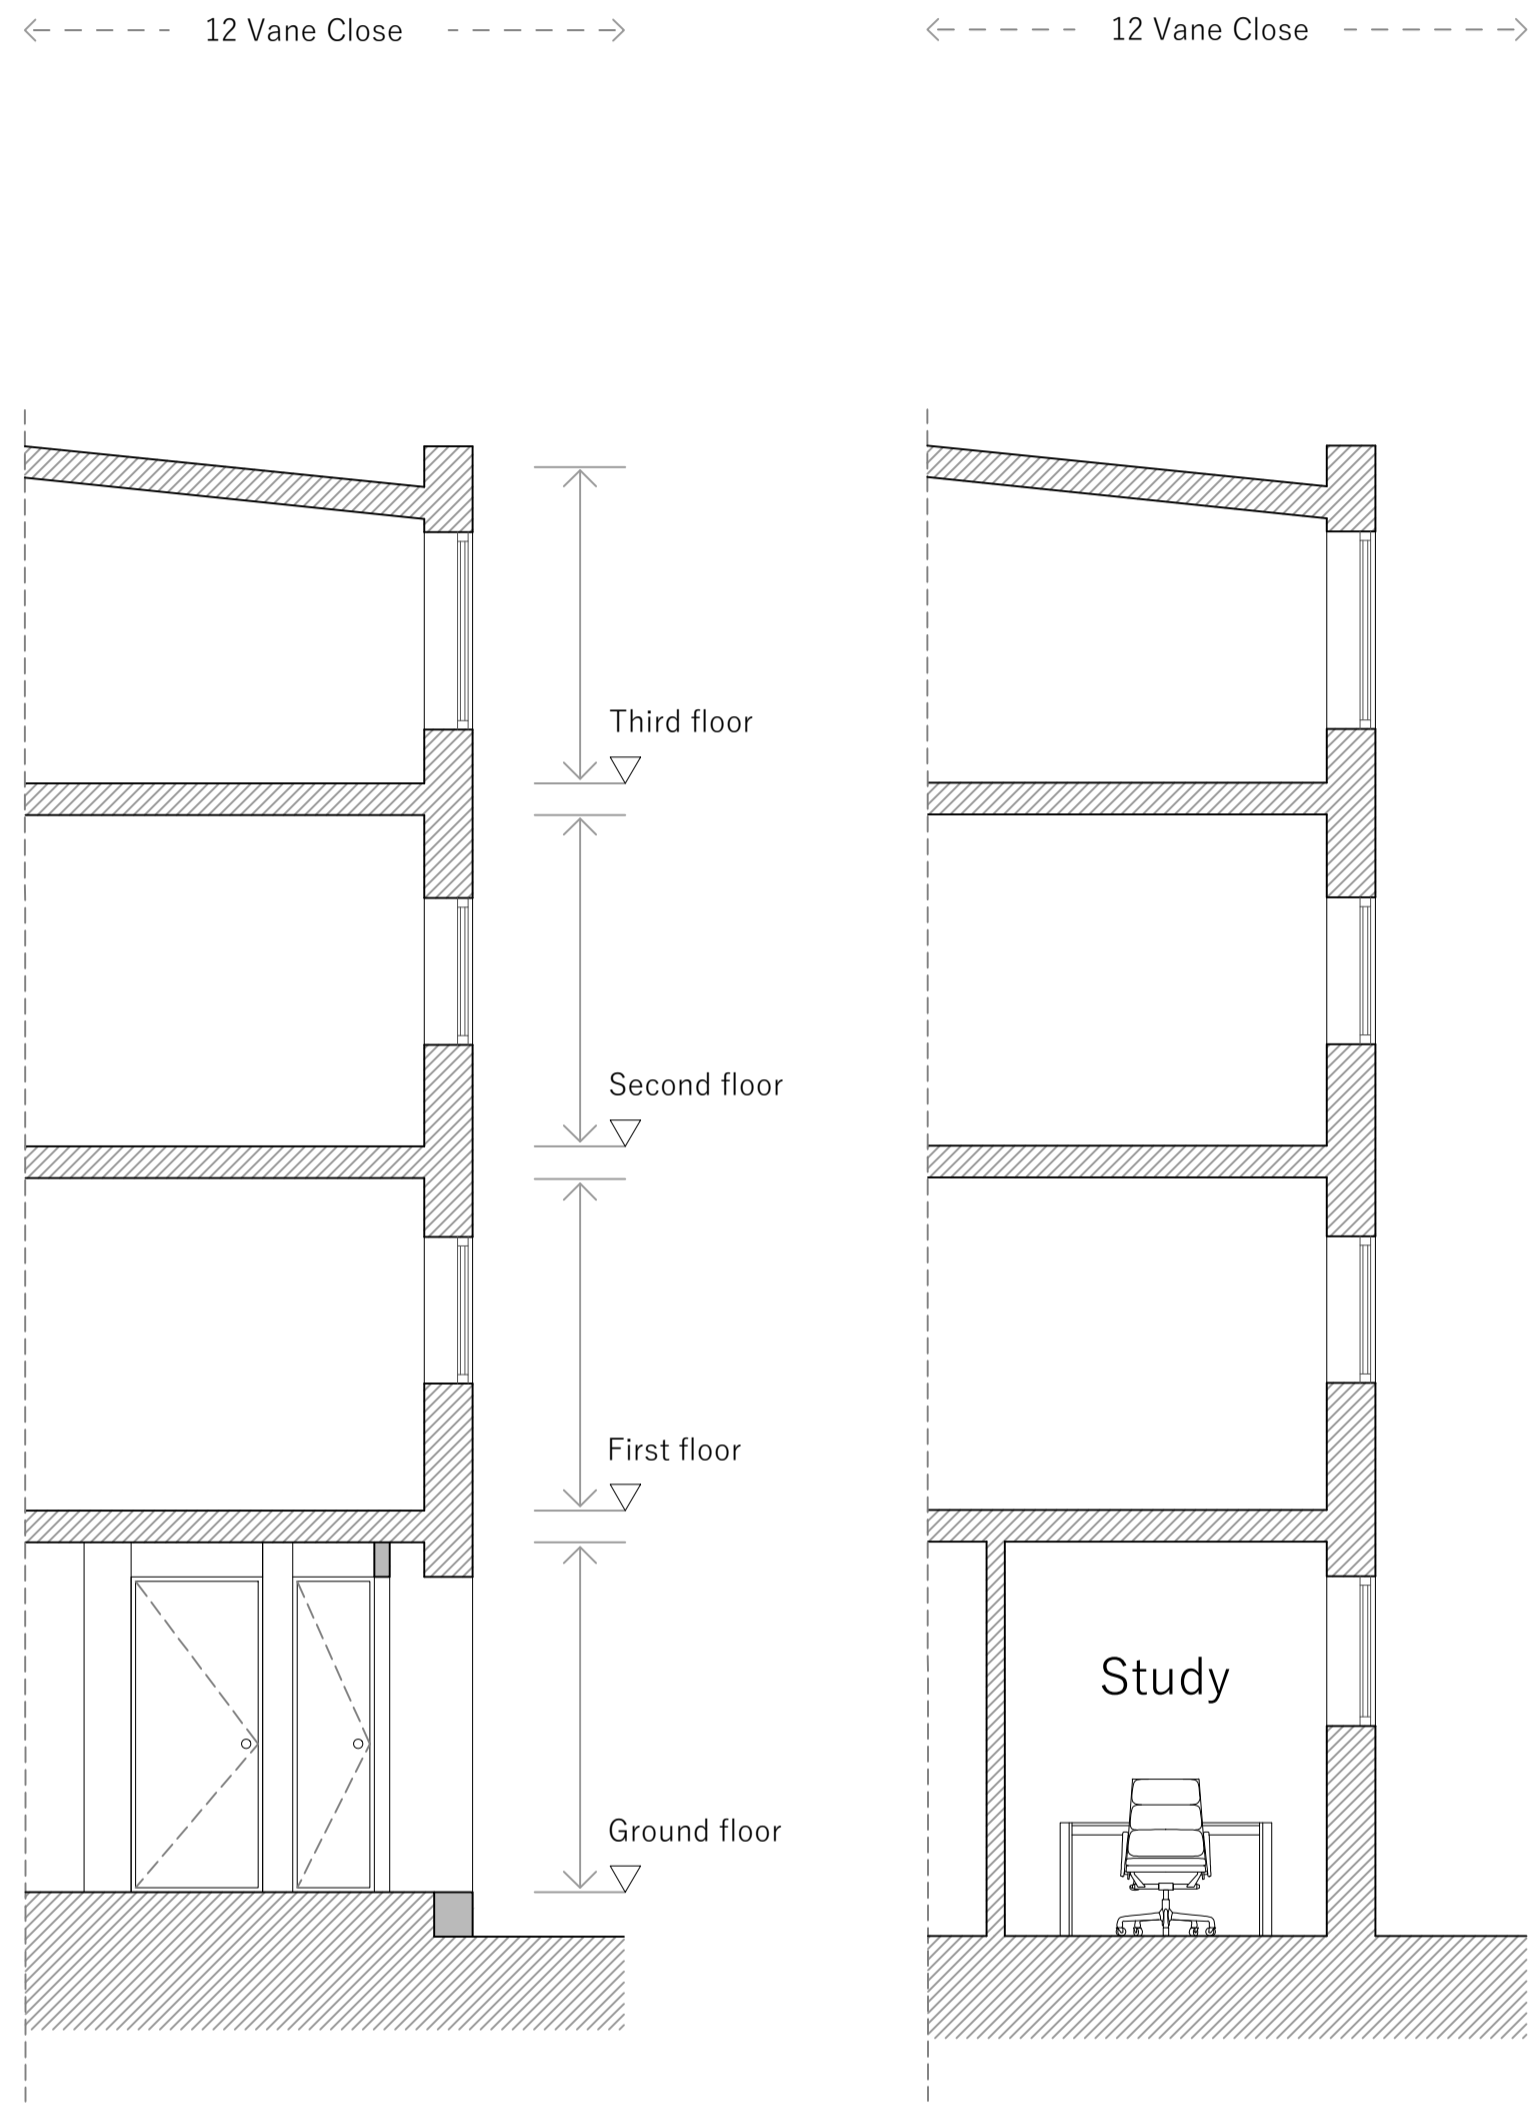 12 Vane Close
12 Vane Close
Third floor
Second floor
First floor
Study
Ground floor